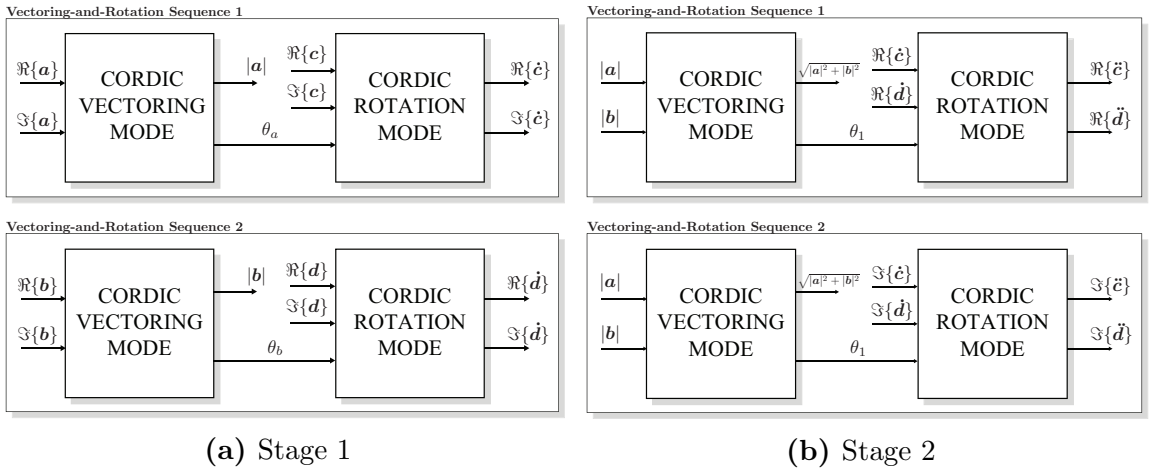 Vectoring-and-Rotation Sequence 1
ℜ{a}
ℑ{a}
CORDIC
VECTORING
MODE
|a|
θ_a
ℜ{c}
ℑ{c}
CORDIC
ROTATION
MODE
ℜ{ċ}
ℑ{ċ}
Vectoring-and-Rotation Sequence 2
ℜ{b}
ℑ{b}
CORDIC
VECTORING
MODE
|b|
θ_b
ℜ{d}
ℑ{d}
CORDIC
ROTATION
MODE
ℜ{ḋ}
ℑ{ḋ}
(a) Stage 1
Vectoring-and-Rotation Sequence 1
|a|
|b|
CORDIC
VECTORING
MODE
√|a|²+|b|²
θ₁
ℜ{ċ}
ℜ{ḋ}
CORDIC
ROTATION
MODE
ℜ{c̈}
ℜ{d̈}
Vectoring-and-Rotation Sequence 2
|a|
|b|
CORDIC
VECTORING
MODE
√|a|²+|b|²
θ₁
ℑ{ċ}
ℑ{ḋ}
CORDIC
ROTATION
MODE
ℑ{c̈}
ℑ{d̈}
(b) Stage 2